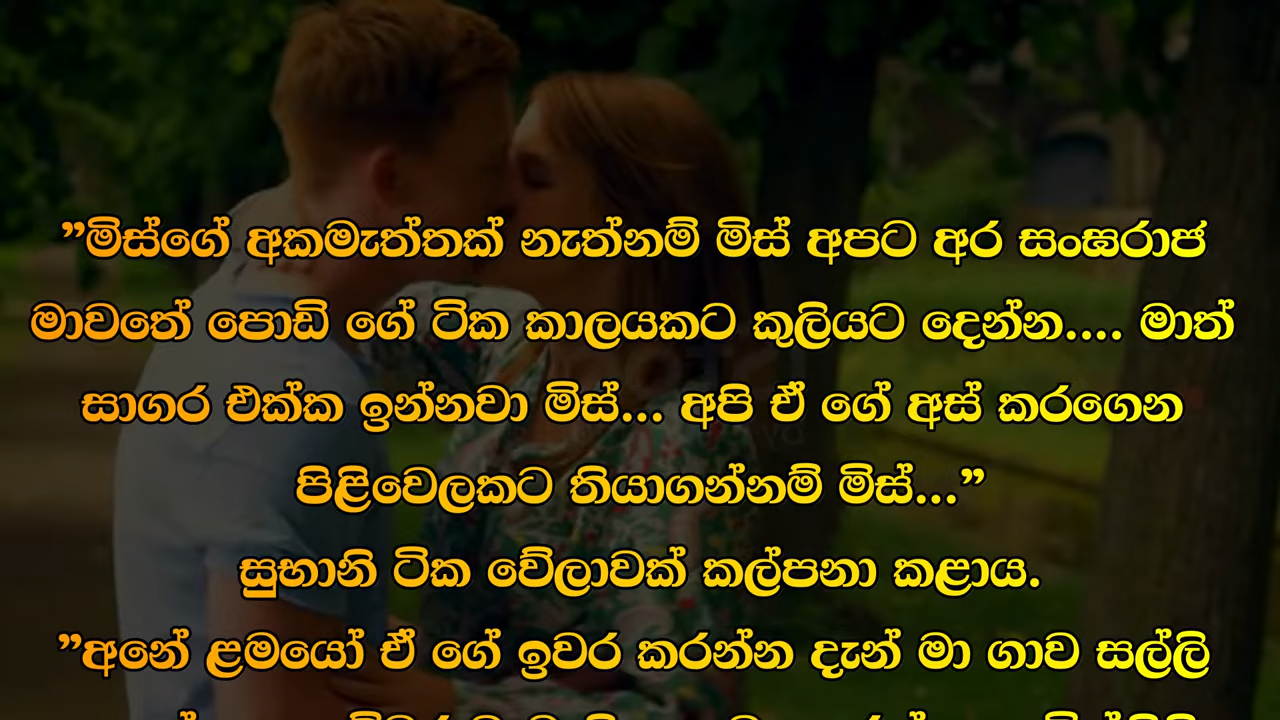 ”මිස්ගේ අකමැත්තක් නැත්නම් මිස් අපට අර සංඝරාජ
මාවතේ පොඩි ගේ ටික කාලයකට කුලියට දෙන්න.... මාත්
සාගර එක්ක ඉන්නවා මිස්... අපි ඒ ගේ අස් කරගෙන
පිළිවෙලකට තියාගන්නම් මිස්...”
සුභානි ටික වේලාවක් කල්පනා කළාය.
”අනේ ළමයෝ ඒ ගේ ඉවර කරන්න දැන් මා ගාව සල්ලි